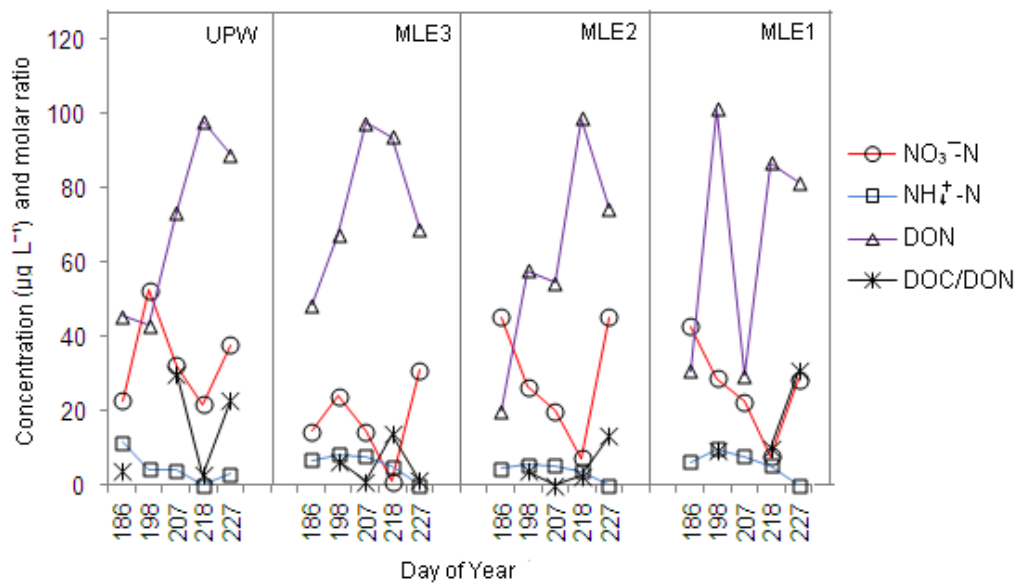 Concentration (µg L⁻¹) and molar ratio
120
100
80
60
40
20
0
UPW
MLE3
MLE2
MLE1
186 198 207 218 227
186 198 207 218 227
186 198 207 218 227
186 198 207 218 227
Day of Year
NO₃⁻-N
NH₄⁺-N
DON
DOC/DON